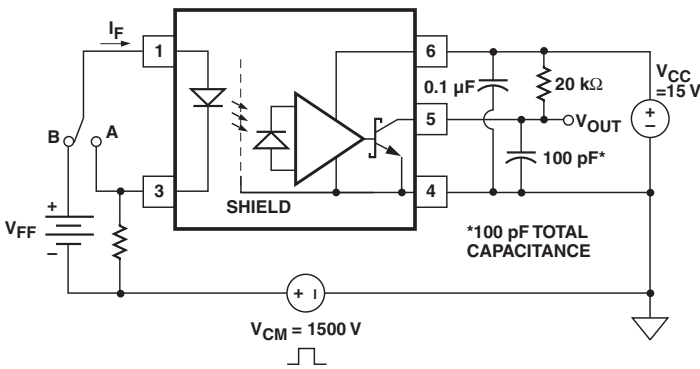 I_F
1
6
0.1 µF
20 kΩ
V_CC
=15 V
+
−
B
A
5
V_OUT
100 pF*
3
4
SHIELD
+
V_FF
−
*100 pF TOTAL
CAPACITANCE
+ −
V_CM = 1500 V